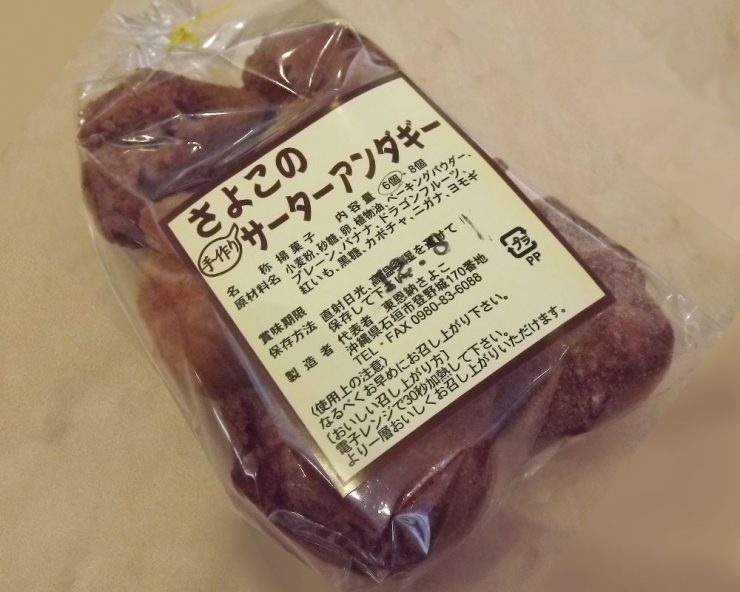 さよこの
手作り サーターアンダギー
名称 揚菓子 内容量 6個・8個
原材料名 小麦粉、砂糖、卵、植物油、ベーキングパウダー、
プレーン・バナナ、ドラゴンフルーツ、
紅いも、黒糖、カボチャ、ニガナ、ヨモギ
賞味期限
保存方法 直射日光、を避けて
保存して下
製造者 代表者 東恩納さよこ
沖縄県石垣市登野城170番地
TEL・FAX 0980-83-6088
〈使用上の注意〉
なるべくお早めにお召し上がり下さい。
〔おいしい召し上がり方〕
電子レンジで30秒加熱して下さい。
より一層おいしくお召し上がりいただけます。
プラ
PP